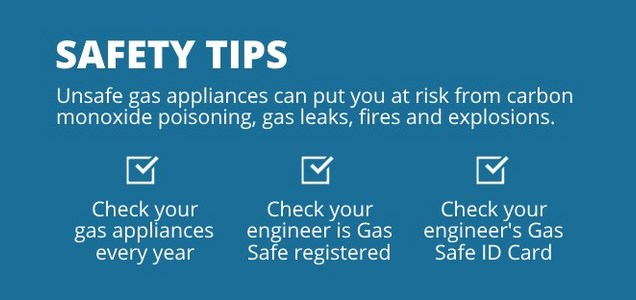 SAFETY TIPS
Unsafe gas appliances can put you at risk from carbon
monoxide poisoning, gas leaks, fires and explosions.
Check your
gas appliances
every year
Check your
engineer is Gas
Safe registered
Check your
engineer's Gas
Safe ID Card